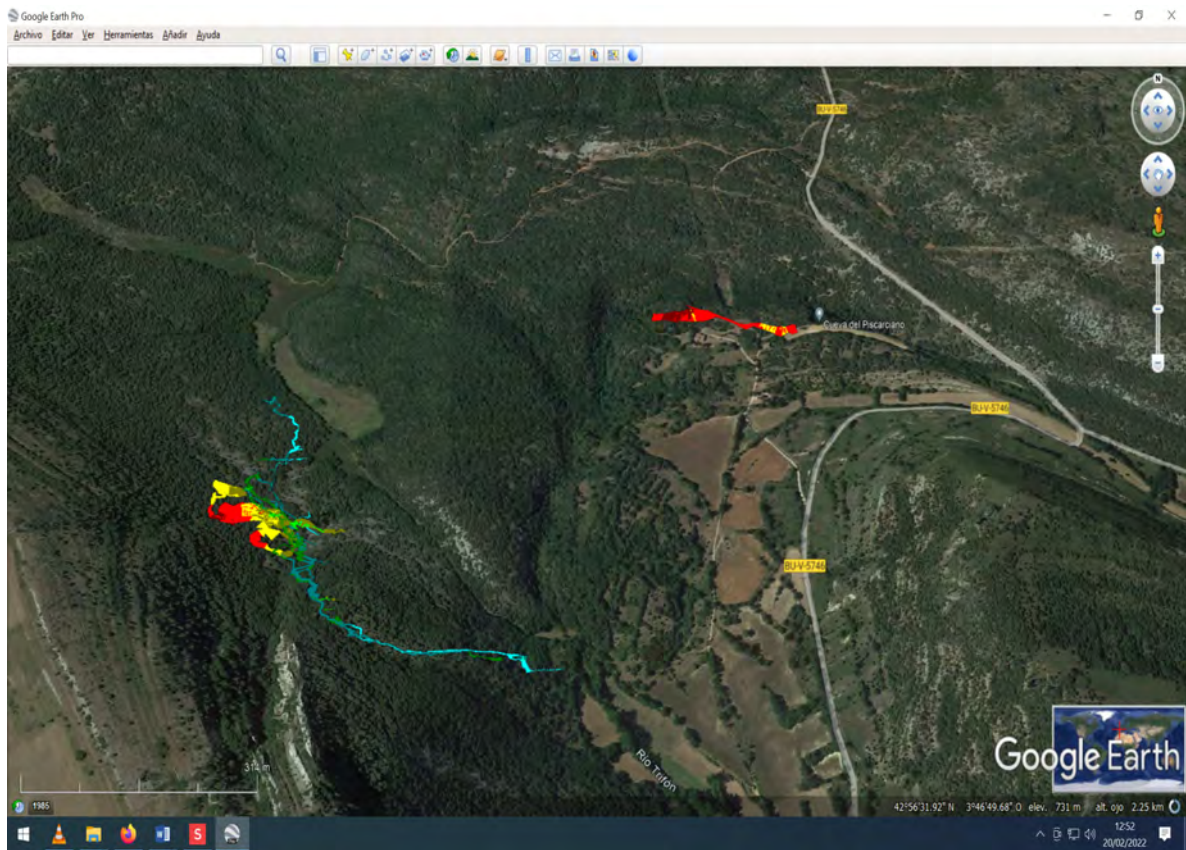 Google Earth Pro
Archivo Editar Ver Herramientas Añadir Ayuda
BU-V-5746
Cueva del Piscarciano
BU-V-5746
BU-V-5746
Río Trifón
314 m
Google Earth
1985
42°56'31.92" N 3°46'49.68" O elev. 731 m alt. ojo 2.25 km
12:52
20/02/2022